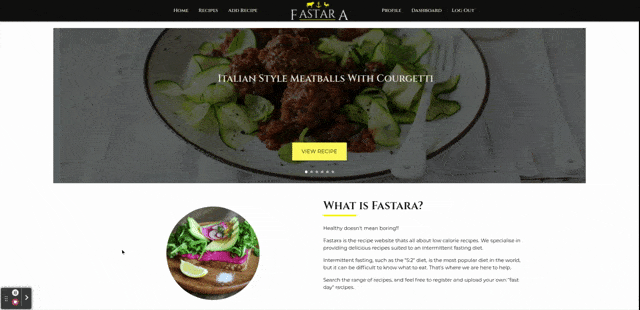 Home Recipes Add Recipe FASTARA Profile Dashboard Log Out
Italian Style Meatballs With Courgetti
VIEW RECIPE
What is Fastara?
Healthy doesn't mean boring!!
Fastara is the recipe website thats all about low calorie recipes. We specialise in
providing delicious recipes suited to an intermittent fasting diet.
Intermittent fasting, such as the "5:2" diet, is the most popular diet in the world,
but it can be difficult to know what to eat. That's where we are here to help.
Search the range of recipes, and feel free to register and upload your own "fast
day" recipes.